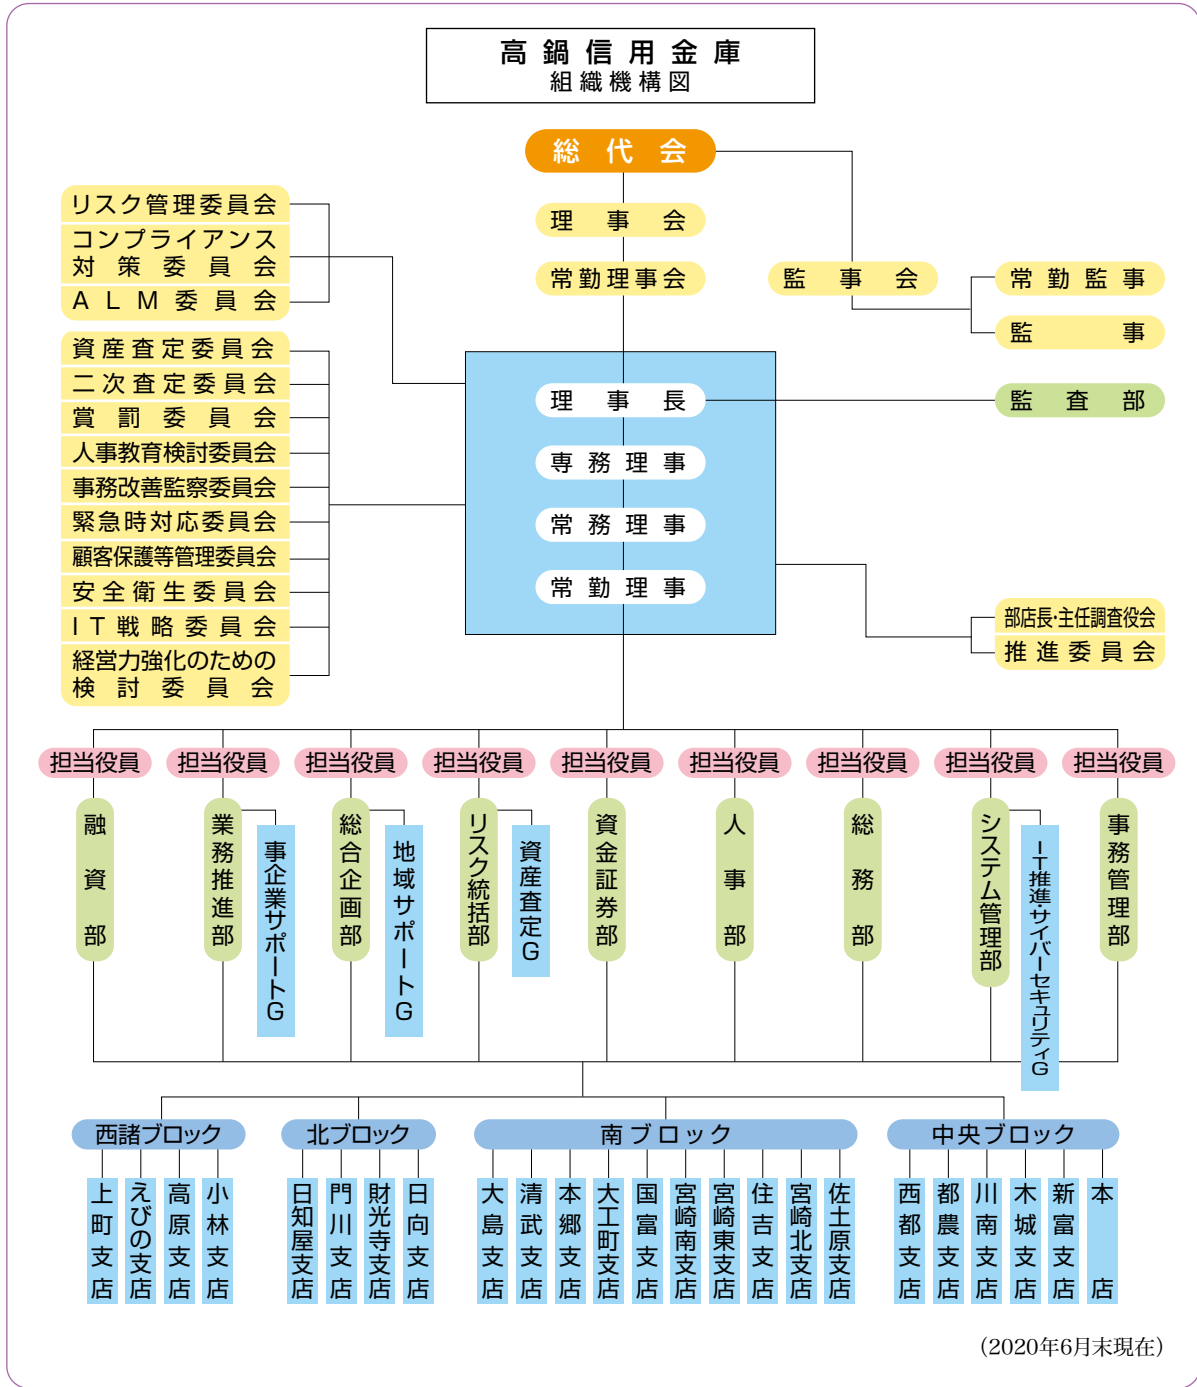 高鍋信用金庫
組織機構図
総代会
理事会
常勤理事会
監事会
常勤監事
監事
リスク管理委員会
コンプライアンス
対策委員会
ALM委員会
資産査定委員会
二次査定委員会
賞罰委員会
人事教育検討委員会
事務改善監察委員会
緊急時対応委員会
顧客保護等管理委員会
安全衛生委員会
IT戦略委員会
経営力強化のための
検討委員会
理事長
専務理事
常務理事
常勤理事
監査部
部店長・主任調査役会
推進委員会
担当役員
担当役員
担当役員
担当役員
担当役員
担当役員
担当役員
担当役員
担当役員
融資部
業務推進部
事企業サポートG
総合企画部
地域サポートG
リスク統括部
資産査定G
資金証券部
人事部
総務部
システム管理部
IT推進・サイバーセキュリティG
事務管理部
西諸ブロック
北ブロック
南ブロック
中央ブロック
上町支店
えびの支店
高原支店
小林支店
日知屋支店
門川支店
財光寺支店
日向支店
大島支店
清武支店
本郷支店
大工町支店
国富支店
宮崎南支店
宮崎東支店
住吉支店
宮崎北支店
佐土原支店
西都支店
都農支店
川南支店
木城支店
新富支店
本店
(2020年6月末現在)